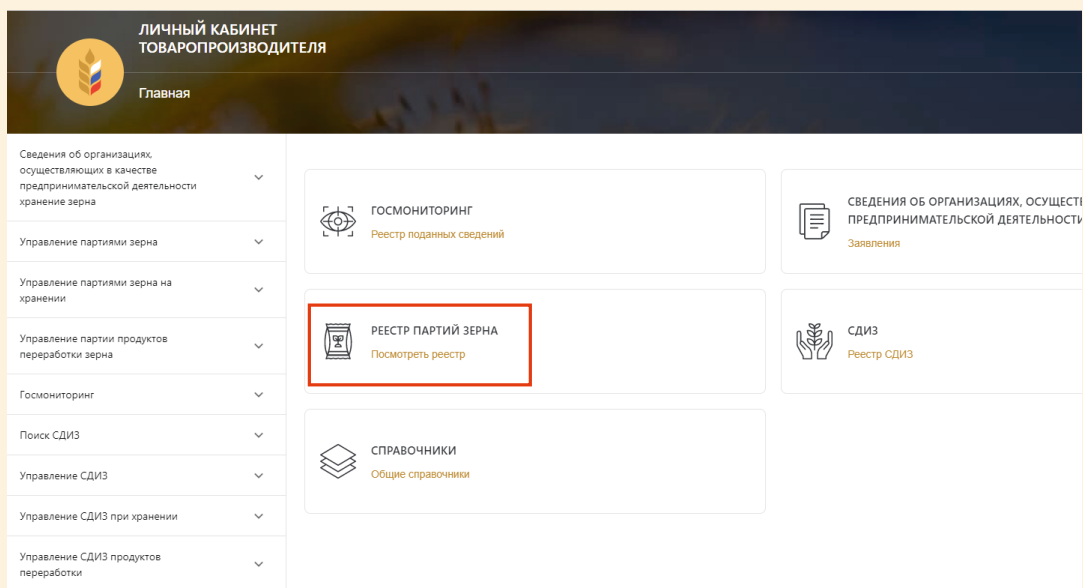 ЛИЧНЫЙ КАБИНЕТ
ТОВАРОПРОИЗВОДИТЕЛЯ
Главная
Сведения об организациях,
осуществляющих в качестве
предпринимательской деятельности
хранение зерна
Управление партиями зерна
Управление партиями зерна на
хранении
Управление партии продуктов
переработки зерна
Госмониторинг
Поиск СДИЗ
Управление СДИЗ
Управление СДИЗ при хранении
Управление СДИЗ продуктов
переработки
ГОСМОНИТОРИНГ
Реестр поданных сведений
СВЕДЕНИЯ ОБ ОРГАНИЗАЦИЯХ, ОСУЩЕСТВ
ПРЕДПРИНИМАТЕЛЬСКОЙ ДЕЯТЕЛЬНОСТИ
Заявления
РЕЕСТР ПАРТИЙ ЗЕРНА
Посмотреть реестр
СДИЗ
Реестр СДИЗ
СПРАВОЧНИКИ
Общие справочники